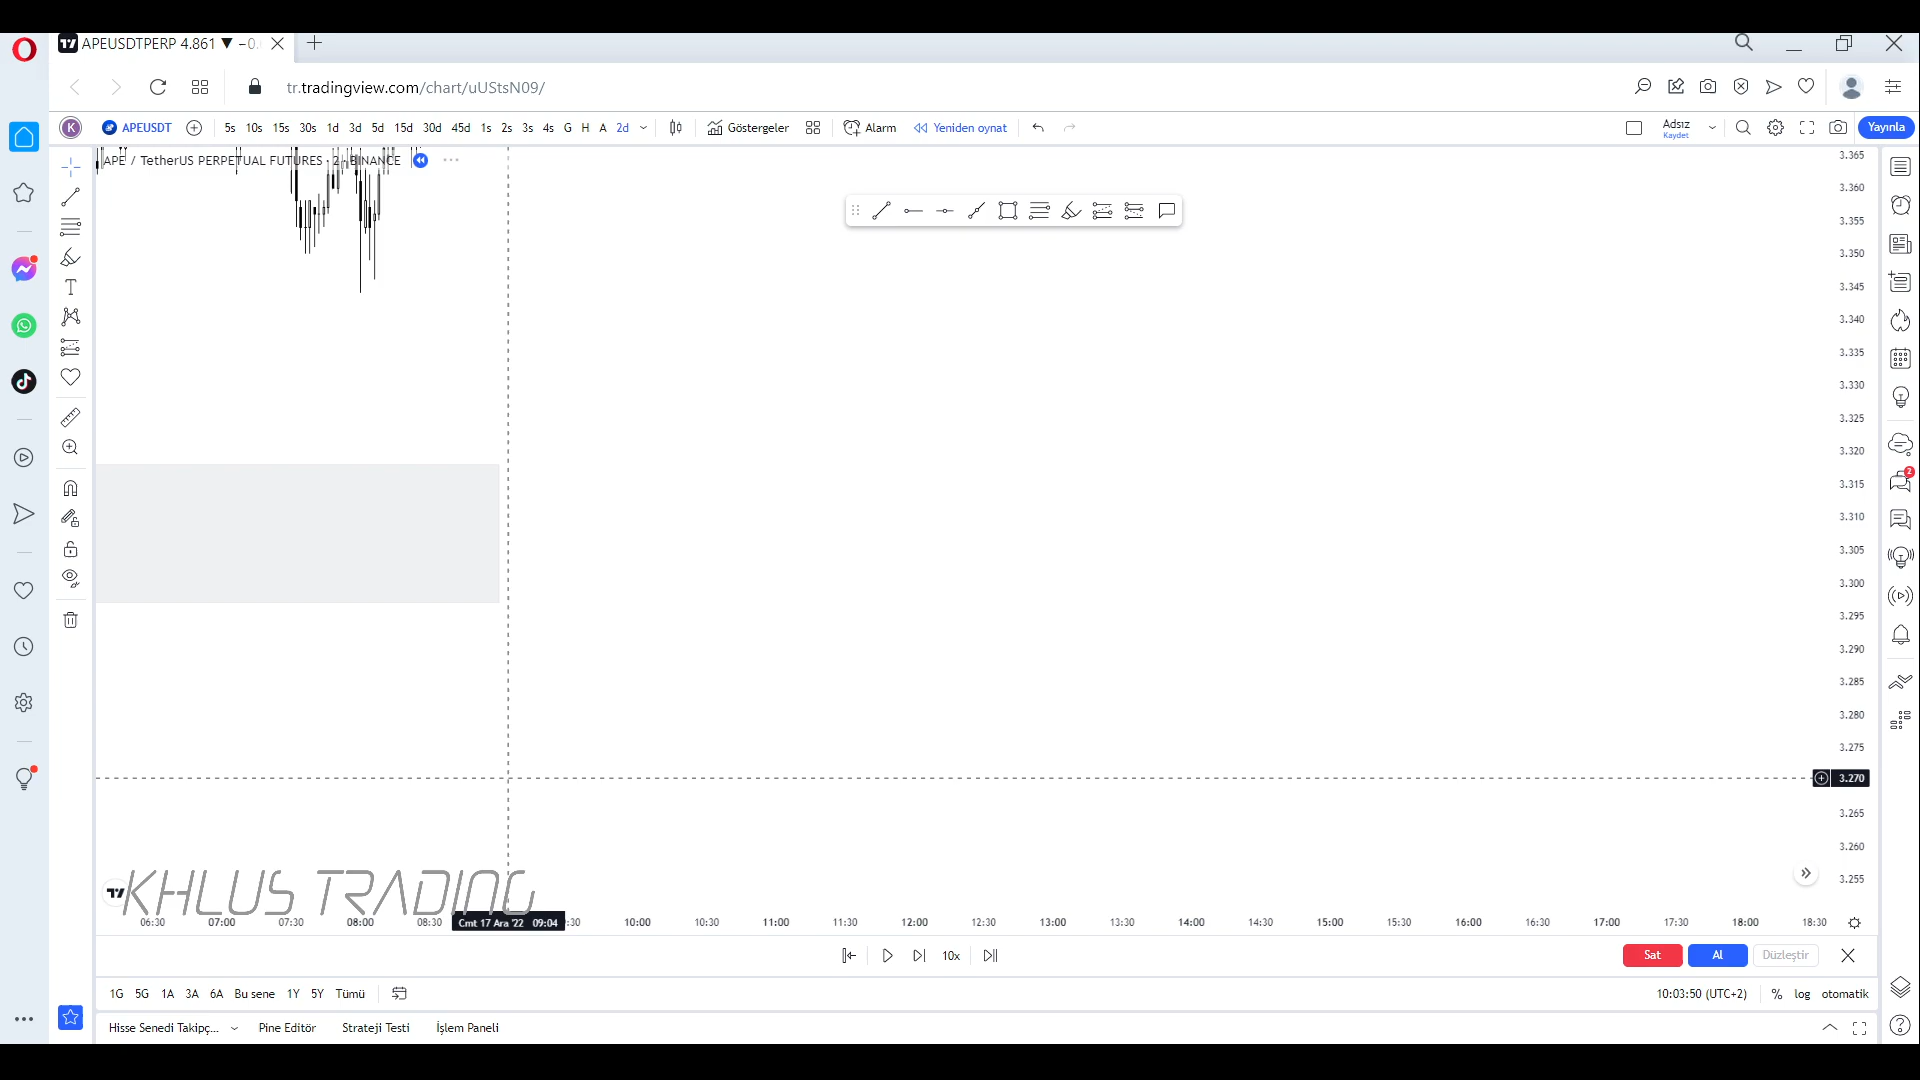 APEUSDTPERP 4.861 ▼ −0.
tr.tradingview.com/chart/uUStsN09/
K APEUSDT 5s 10s 15s 30s 1d 3d 5d 15d 30d 45d 1s 2s 3s 4s G H A 2d Göstergeler Alarm Yeniden oynat Adsız Kaydet Yayınla
APE / TetherUS PERPETUAL FUTURES · 2 · BINANCE
3.365
3.360
3.355
3.350
3.345
3.340
3.335
3.330
3.325
3.320
3.315
3.310
3.305
3.300
3.295
3.290
3.285
3.280
3.275
3.270
3.265
3.260
3.255
2
KHLUS TRADING
06:30 07:00 07:30 08:00 08:30 Cmt 17 Ara '22 09:04 :30 10:00 10:30 11:00 11:30 12:00 12:30 13:00 13:30 14:00 14:30 15:00 15:30 16:00 16:30 17:00 17:30 18:00 18:30
10x Sat Al Düzleştir
1G 5G 1A 3A 6A Bu sene 1Y 5Y Tümü 10:03:50 (UTC+2) % log otomatik
Hisse Senedi Takipç... Pine Editör Strateji Testi İşlem Paneli